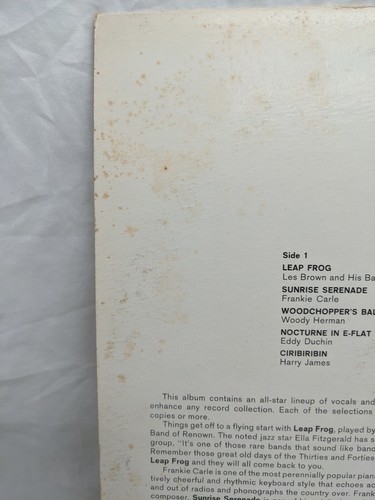 Side 1
LEAP FROG
Les Brown and His Ba
SUNRISE SERENADE
Frankie Carle
WOODCHOPPER'S BAL
Woody Herman
NOCTURNE IN E-FLAT
Eddy Duchin
CIRIBIRIBIN
Harry James
This album contains an all-star lineup of vocals and
enhance any record collection. Each of the selections
copies or more.
Things get off to a flying start with Leap Frog, played by
Band of Renown. The noted jazz star Ella Fitzgerald has s
group, "It's one of those rare bands that sound like band
Remember those great old days of the Thirties and Forties
Leap Frog and they will all come back to you.
Frankie Carle is one of the most perennially popular pian
tively cheerful and rhythmic keyboard style that echoes ac
and out of radios and phonographs the country over. Frank
composer. Sunrise Serenade